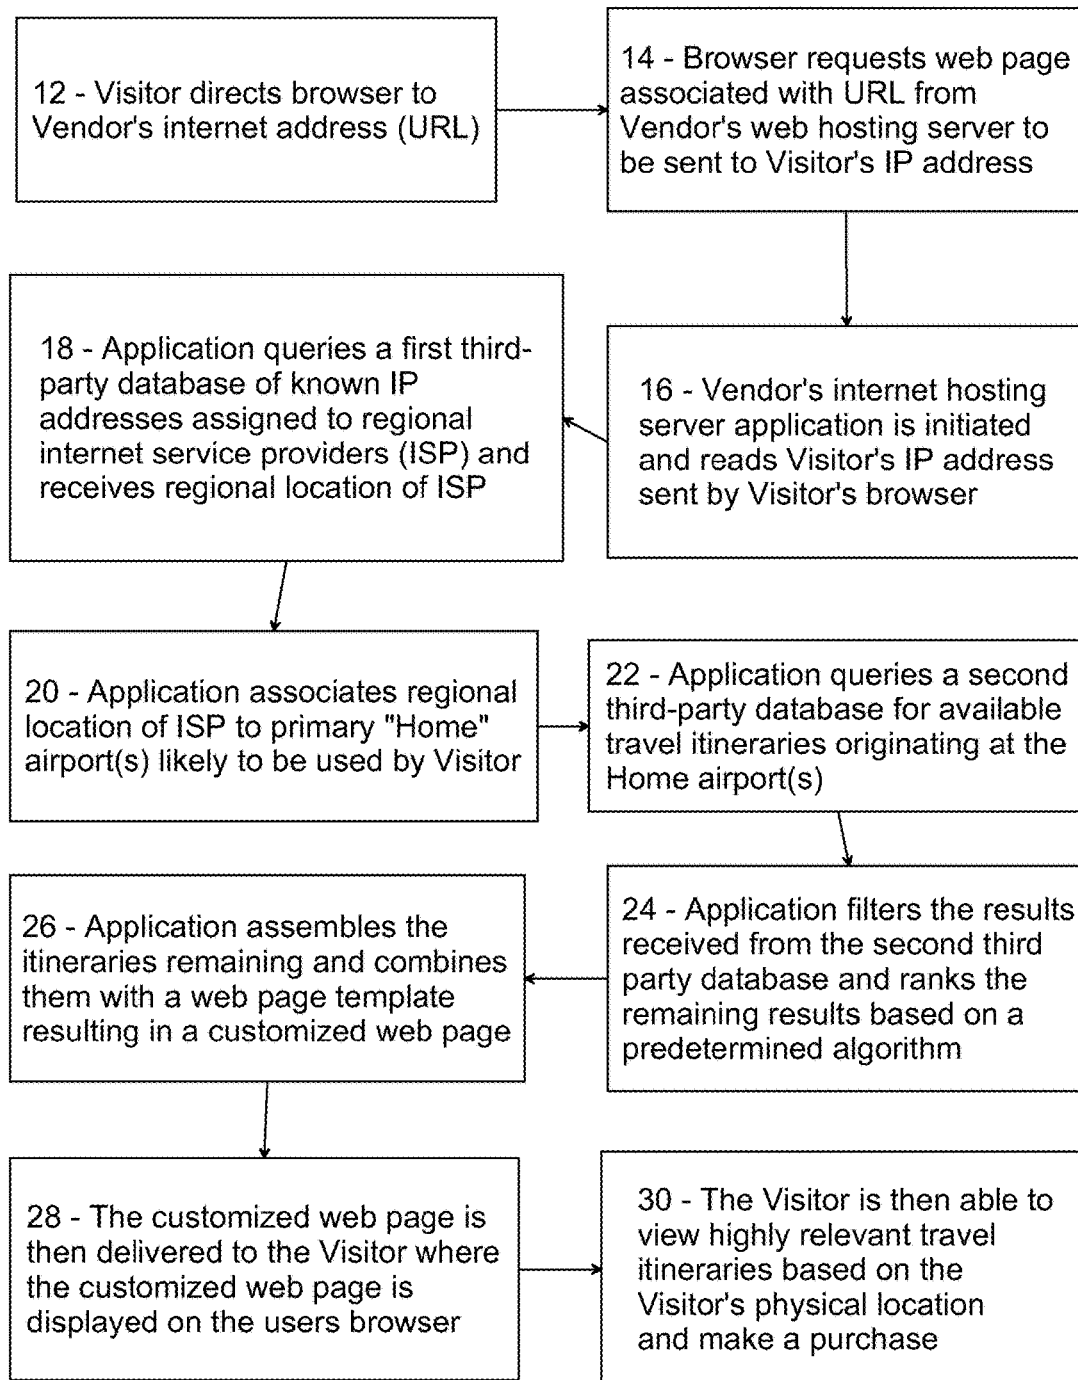 12 - Visitor directs browser to
Vendor's internet address (URL)
14 - Browser requests web page
associated with URL from
Vendor's web hosting server to
be sent to Visitor's IP address
16 - Vendor's internet hosting
server application is initiated
and reads Visitor's IP address
sent by Visitor's browser
18 - Application queries a first third-
party database of known IP
addresses assigned to regional
internet service providers (ISP) and
receives regional location of ISP
20 - Application associates regional
location of ISP to primary "Home"
airport(s) likely to be used by Visitor
22 - Application queries a second
third-party database for available
travel itineraries originating at the
Home airport(s)
24 - Application filters the results
received from the second third
party database and ranks the
remaining results based on a
predetermined algorithm
26 - Application assembles the
itineraries remaining and combines
them with a web page template
resulting in a customized web page
28 - The customized web page is
then delivered to the Visitor where
the customized web page is
displayed on the users browser
30 - The Visitor is then able to
view highly relevant travel
itineraries based on the
Visitor's physical location
and make a purchase